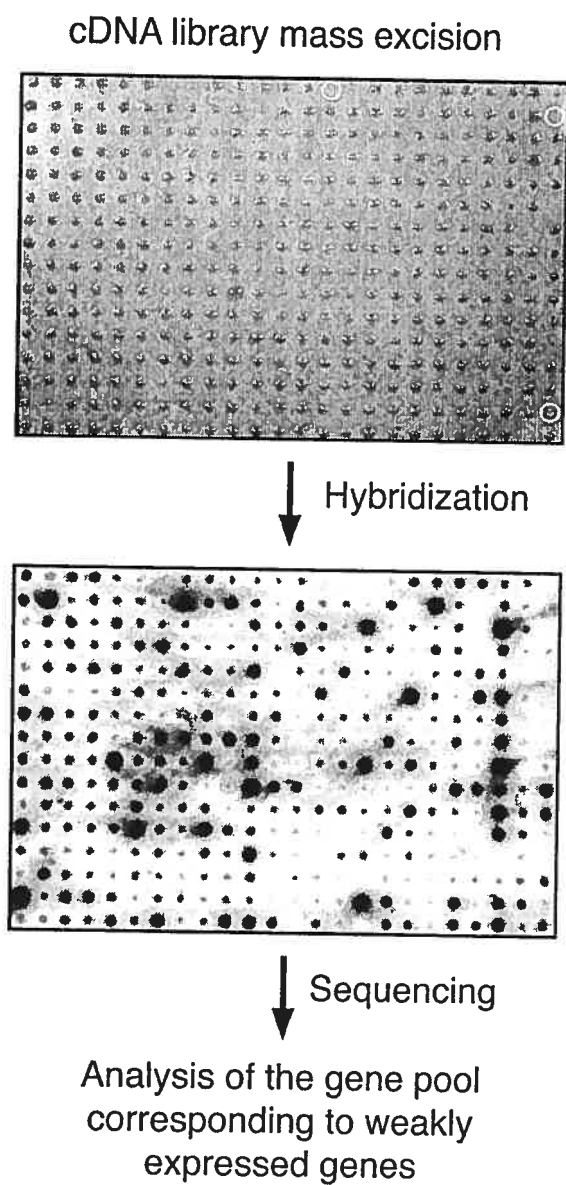 cDNA library mass excision
Hybridization
Sequencing
Analysis of the gene pool
corresponding to weakly
expressed genes